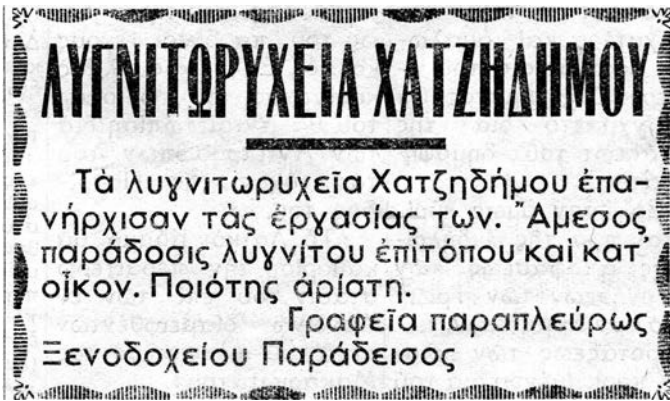 ΛΥΓΝΙΤΩΡΥΧΕΙΑ ΧΑΤΖΗΔΗΜΟΥ
Τὰ λυγνιτωρυχεῖα Χατζηδήμου ἐπα-
νήρχισαν τὰς ἐργασίας των. Ἄμεσος
παράδοσις λυγνίτου ἐπιτόπου καὶ κατ
οἶκον. Ποιότης ἀρίστη.
Γραφεῖα παραπλεύρως
Ξενοδοχείου Παράδεισος